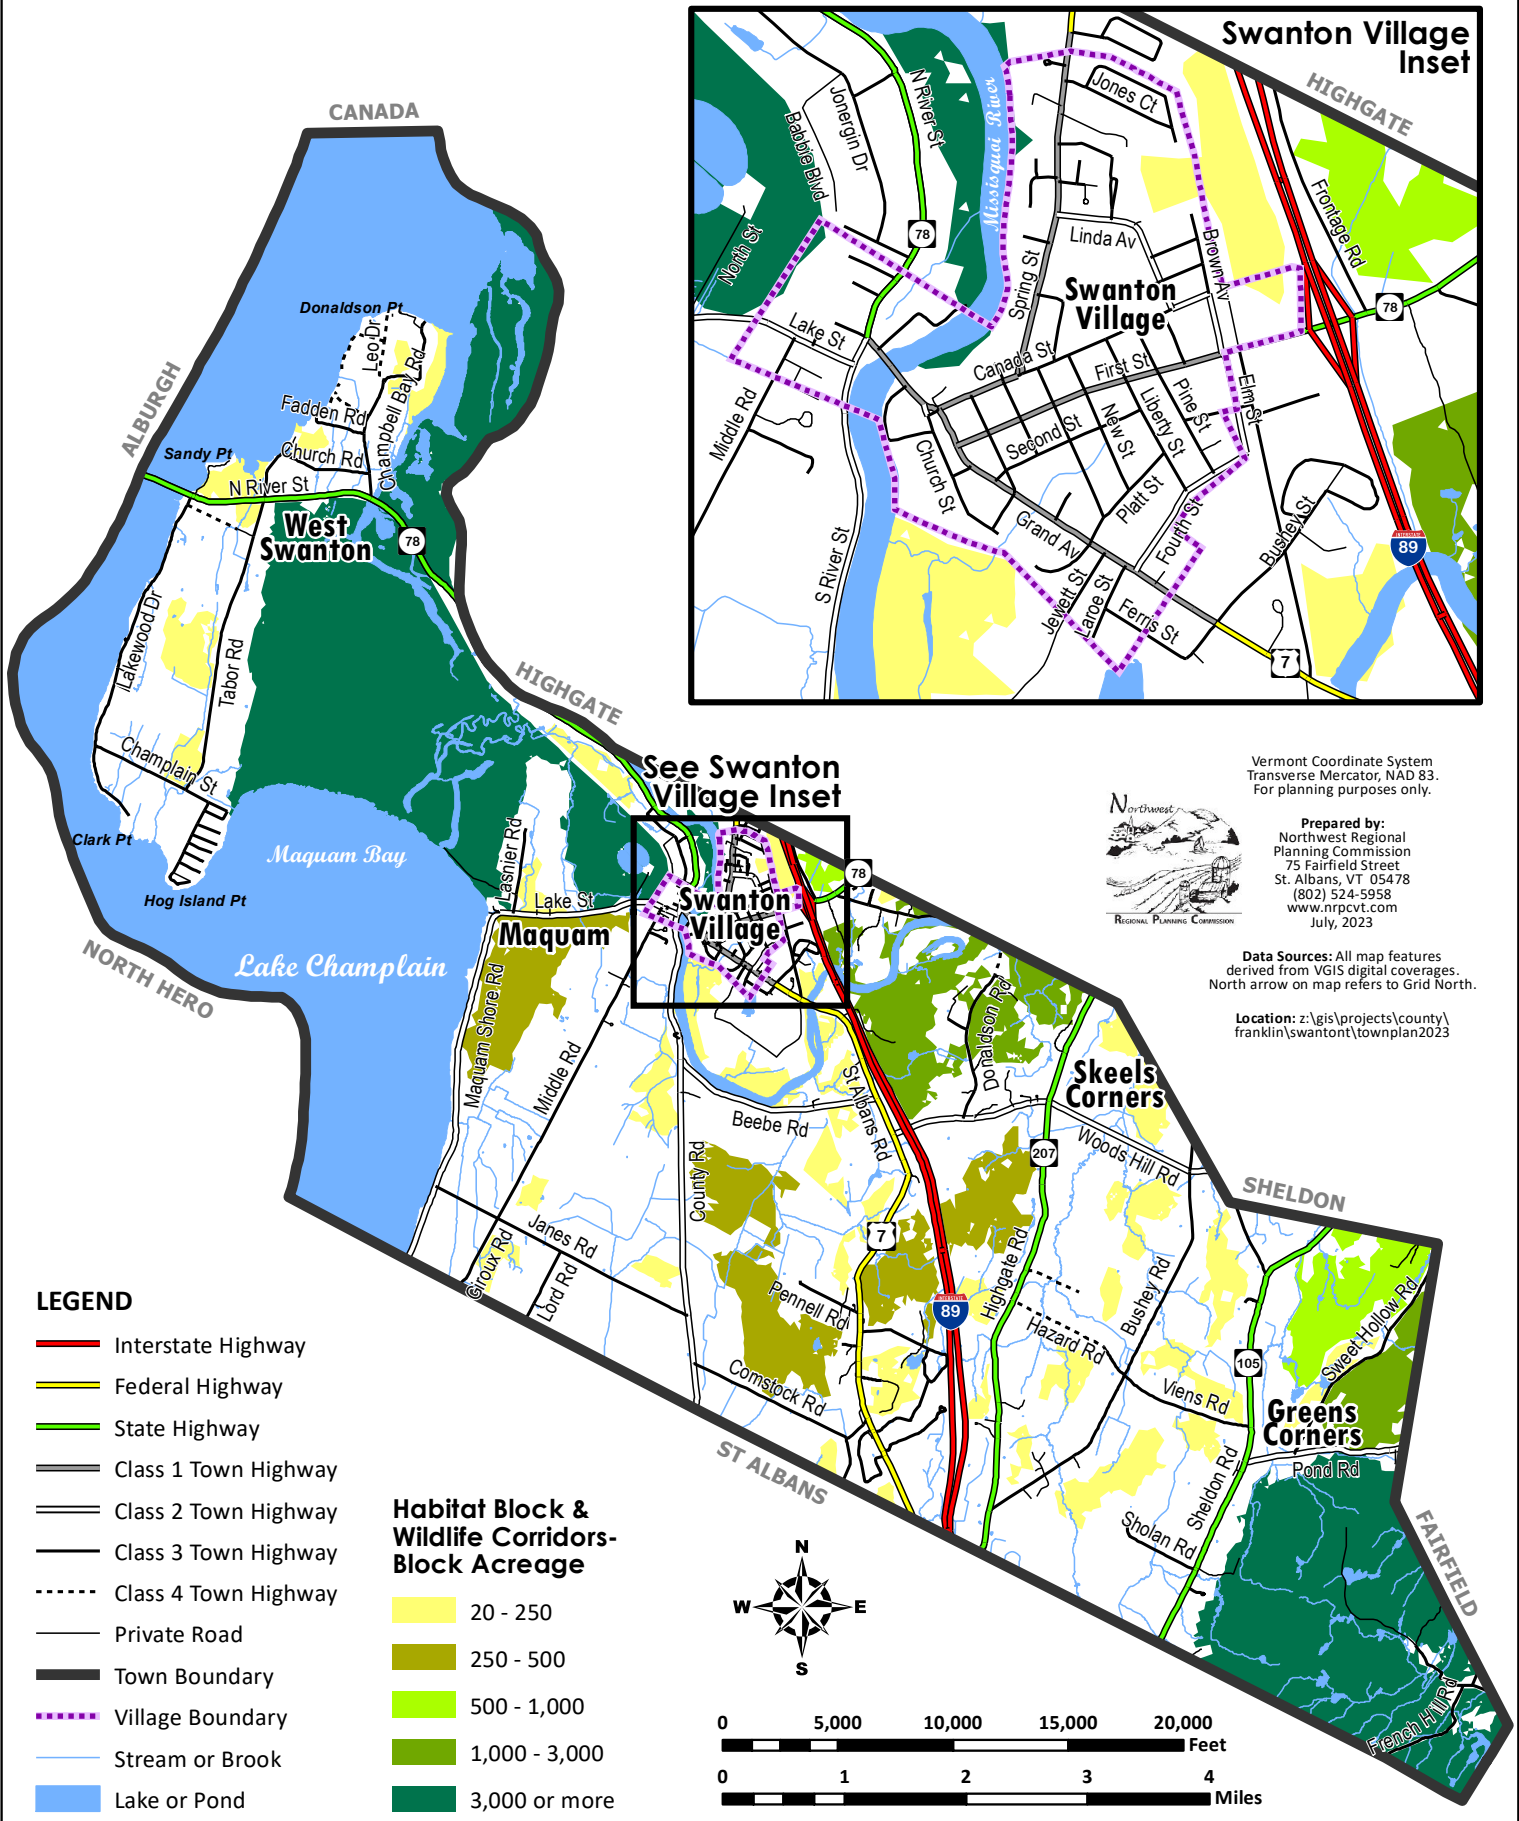 Swanton Village
Inset
HIGHGATE
Jones Ct
N River St
Jonergin Dr
Babbie Blvd
Missisquoi River
North St
78
Linda Av
Brown Av
Frontage Rd
Spring St
Swanton
Village
78
Lake St
Canada St
First St
Middle Rd
Second St
New St
Liberty St
Pine St
Elm St
Church St
Platt St
Grand Av
Fourth St
Bushey St
S River St
INTERSTATE
89
Jewett St
Laroe St
Ferris St
7
CANADA
Donaldson Pt
Leo Dr
Campbell Bay Rd
ALBURGH
Fadden Rd
Church Rd
Sandy Pt
N River St
West
Swanton
78
Lakewood Dr
Tabor Rd
HIGHGATE
Champlain St
See Swanton
Village Inset
Clark Pt
Maquam Bay
Hog Island Pt
Lasnier Rd
Lake St
Maquam
Swanton
Village
78
NORTH HERO
Lake Champlain
Maquam Shore Rd
Middle Rd
Donaldson Rd
St Albans Rd
Skeels
Corners
Beebe Rd
County Rd
207
Woods Hill Rd
SHELDON
Janes Rd
7
Giroux Rd
Lord Rd
Pennell Rd
INTERSTATE
89
Highgate Rd
Hazard Rd
Bushey Rd
Sweet Hollow Rd
105
Comstock Rd
Viens Rd
Greens
Corners
Pond Rd
ST ALBANS
Sheldon Rd
Sholan Rd
FAIRFIELD
French Hill Rd
Vermont Coordinate System
Transverse Mercator, NAD 83.
For planning purposes only.
Northwest
REGIONAL PLANNING COMMISSION
Prepared by:
Northwest Regional
Planning Commission
75 Fairfield Street
St. Albans, VT 05478
(802) 524-5958
www.nrpcvt.com
July, 2023
Data Sources: All map features
derived from VGIS digital coverages.
North arrow on map refers to Grid North.
Location: z:\gis\projects\county\
franklin\swantont\townplan2023
LEGEND
Interstate Highway
Federal Highway
State Highway
Class 1 Town Highway
Class 2 Town Highway
Class 3 Town Highway
Class 4 Town Highway
Private Road
Town Boundary
Village Boundary
Stream or Brook
Lake or Pond
Habitat Block &
Wildlife Corridors-
Block Acreage
20 - 250
250 - 500
500 - 1,000
1,000 - 3,000
3,000 or more
N
W E
S
0 5,000 10,000 15,000 20,000
Feet
0 1 2 3 4
Miles